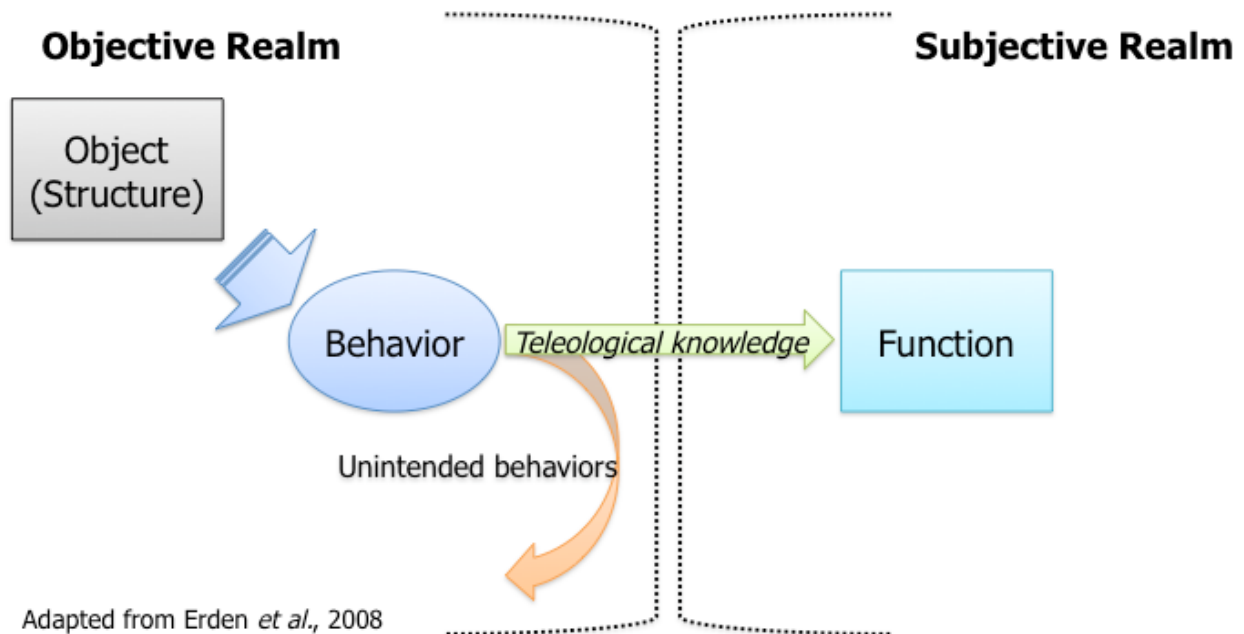 Objective Realm
Subjective Realm
Object
(Structure)
Behavior
Teleological knowledge
Function
Unintended behaviors
Adapted from Erden et al., 2008